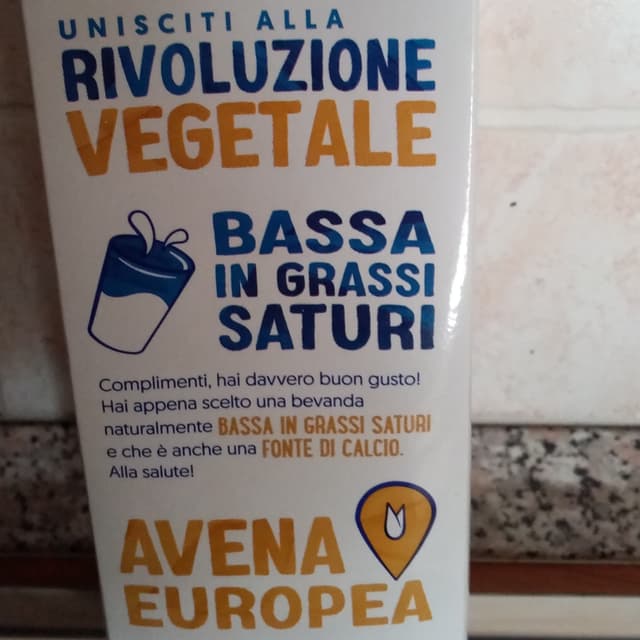 UNISCITI ALLA
RIVOLUZIONE
VEGETALE
BASSA
IN GRASSI
SATURI
Complimenti, hai davvero buon gusto!
Hai appena scelto una bevanda
naturalmente BASSA IN GRASSI SATURI
e che è anche una FONTE DI CALCIO.
Alla salute!
AVENA
EUROPEA